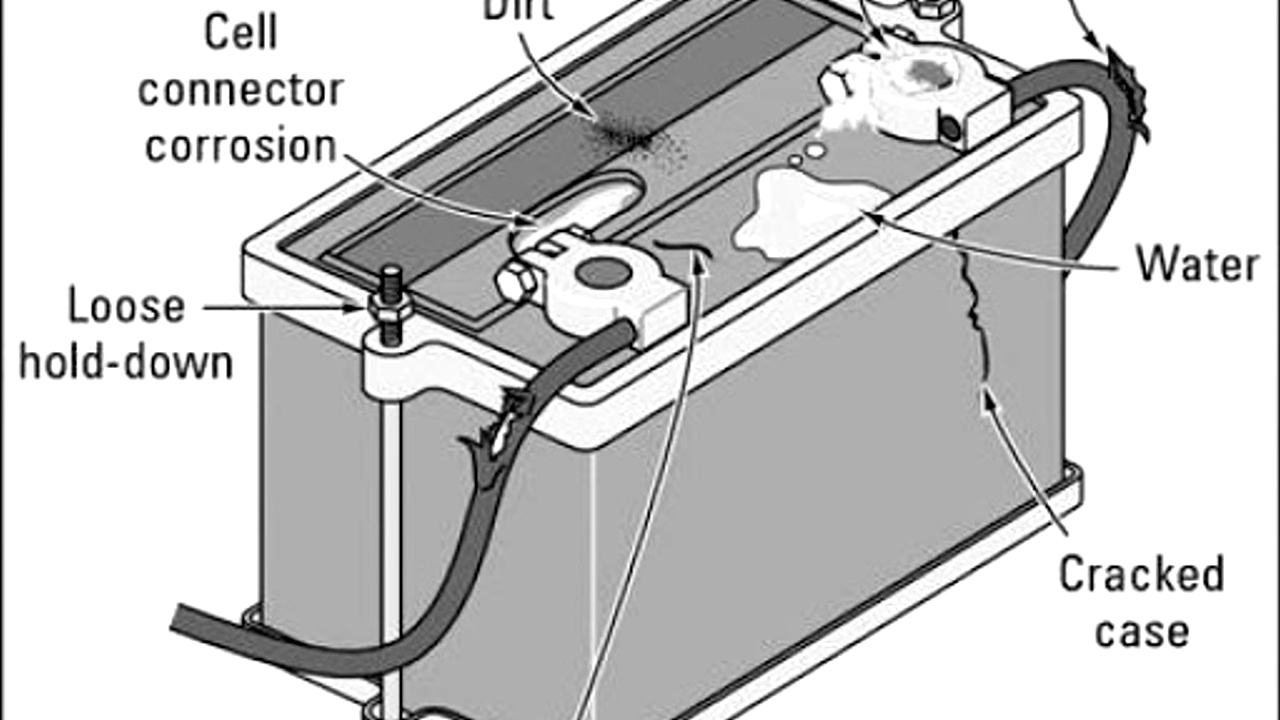 Dirt
Cell
connector
corrosion
Water
Loose
hold-down
Cracked
case